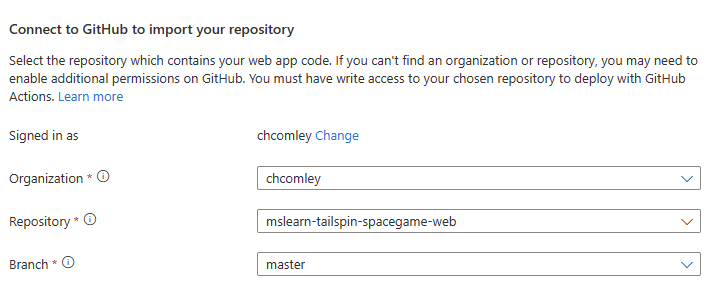 Connect to GitHub to import your repository
Select the repository which contains your web app code. If you can't find an organization or repository, you may need to
enable additional permissions on GitHub. You must have write access to your chosen repository to deploy with GitHub
Actions. Learn more
Signed in as chcomley Change
Organization * chcomley
Repository * mslearn-tailspin-spacegame-web
Branch * master